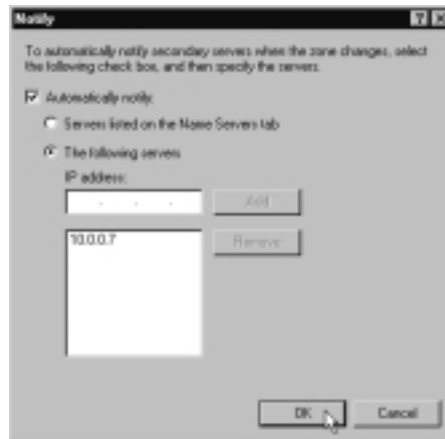 Notify
To automatically notify secondary servers when the zone changes, select
the following check box, and then specify the servers.
Automatically notify:
Servers listed on the Name Servers tab
The following servers
IP address:
Add
10.0.0.7
Remove
OK
Cancel